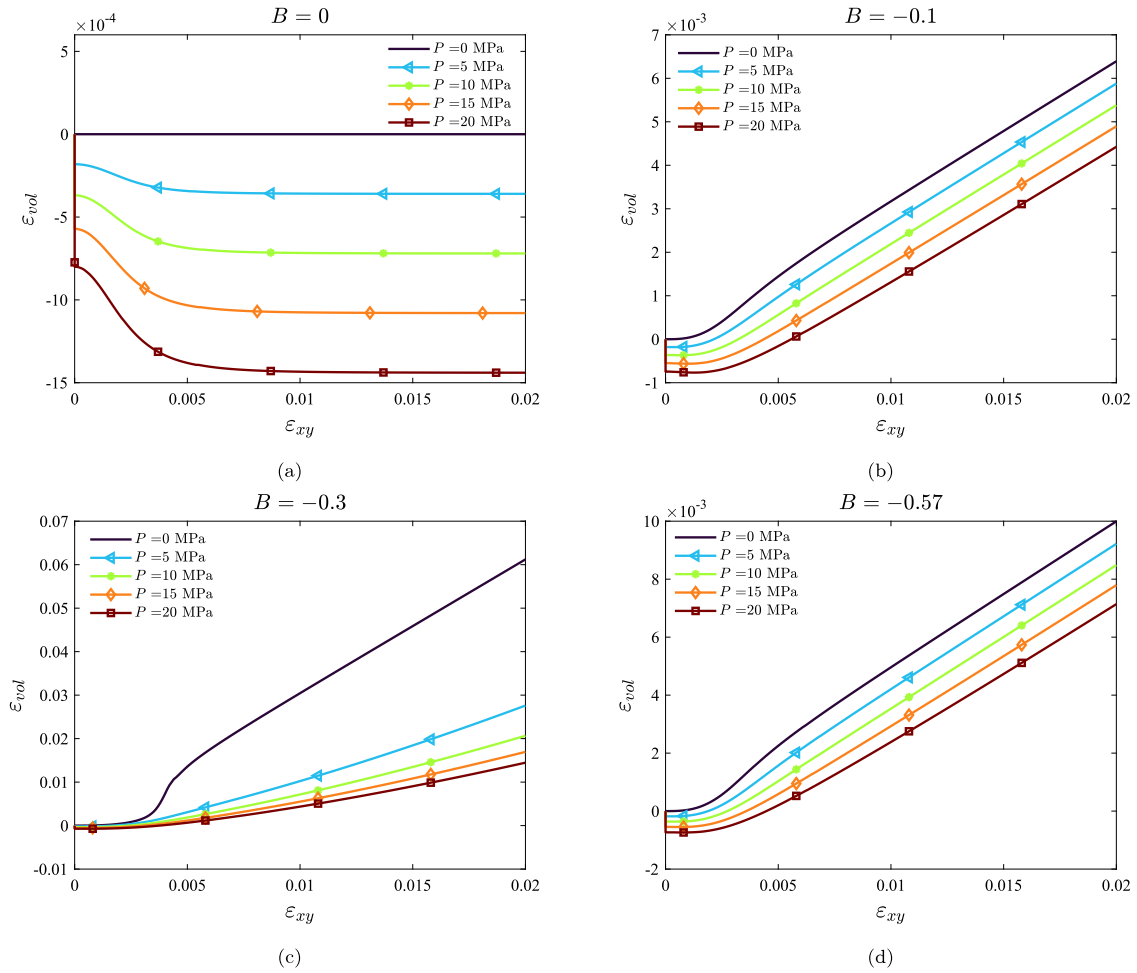 B = 0
×10⁻⁴
P =0 MPa
P =5 MPa
P =10 MPa
P =15 MPa
P =20 MPa
5
0
-5
-10
-15
ε_vol
0 0.005 0.01 0.015 0.02
ε_xy
(a)
B = −0.1
×10⁻³
P =0 MPa
P =5 MPa
P =10 MPa
P =15 MPa
P =20 MPa
7
6
5
4
3
2
1
0
-1
ε_vol
0 0.005 0.01 0.015 0.02
ε_xy
(b)
B = −0.3
P =0 MPa
P =5 MPa
P =10 MPa
P =15 MPa
P =20 MPa
0.07
0.06
0.05
0.04
0.03
0.02
0.01
0
-0.01
ε_vol
0 0.005 0.01 0.015 0.02
ε_xy
(c)
B = −0.57
×10⁻³
P =0 MPa
P =5 MPa
P =10 MPa
P =15 MPa
P =20 MPa
10
8
6
4
2
0
-2
ε_vol
0 0.005 0.01 0.015 0.02
ε_xy
(d)